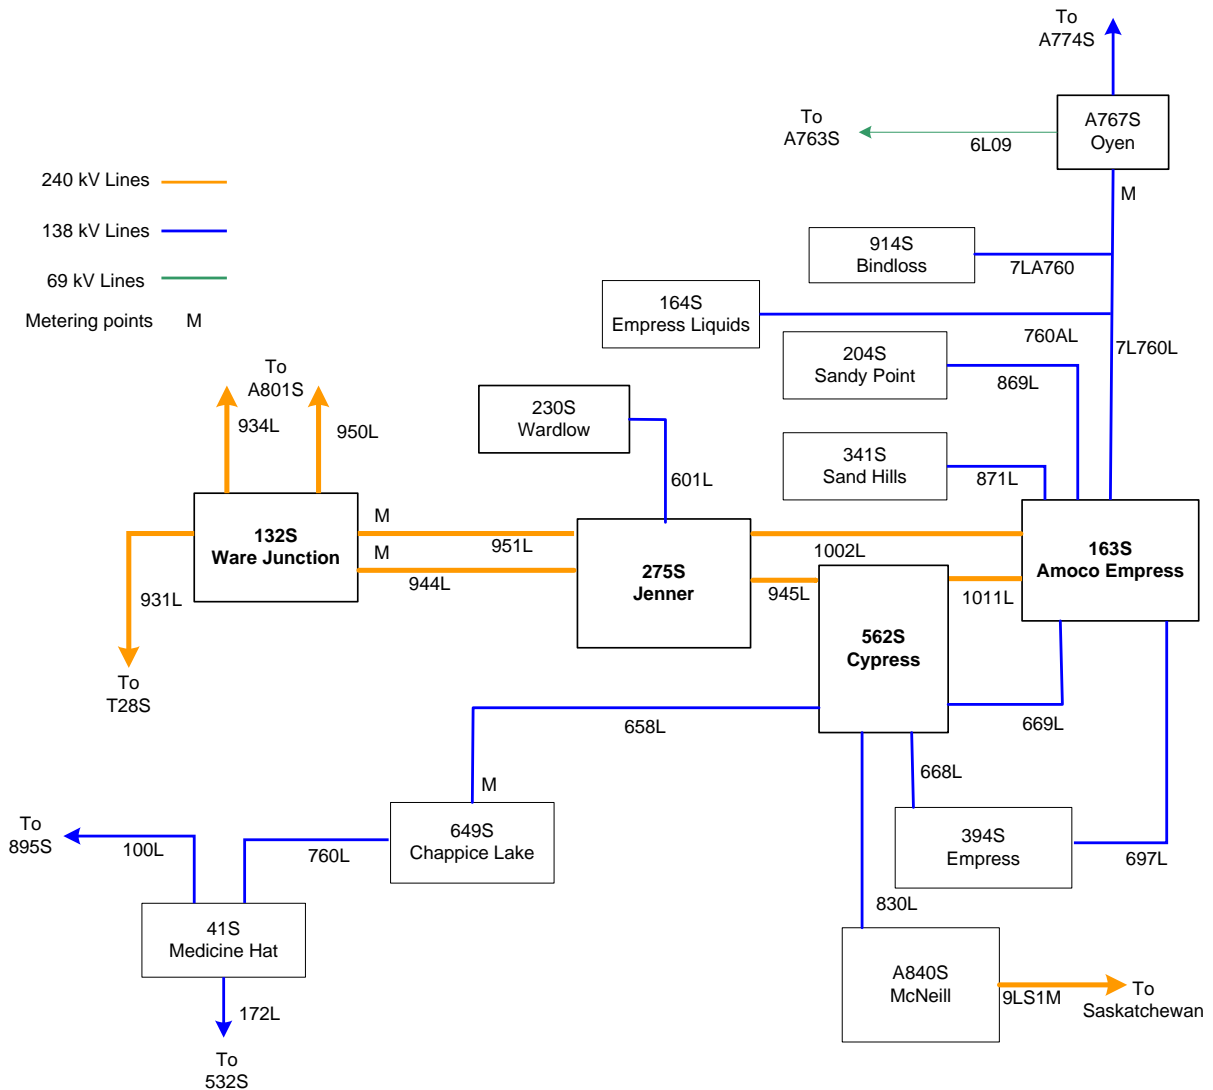 To
A774S
A767S
Oyen
To
A763S
6L09
M
240 kV Lines
138 kV Lines
69 kV Lines
Metering points M
914S
Bindloss
7LA760
164S
Empress Liquids
760AL
7L760L
204S
Sandy Point
869L
To
A801S
934L
950L
230S
Wardlow
601L
341S
Sand Hills
871L
132S
Ware Junction
M
951L
M
944L
275S
Jenner
1002L
945L
163S
Amoco Empress
1011L
931L
To
T28S
562S
Cypress
658L
669L
668L
M
649S
Chappice Lake
394S
Empress
697L
To
895S
100L
760L
830L
41S
Medicine Hat
A840S
McNeill
9LS1M
To
Saskatchewan
172L
To
532S